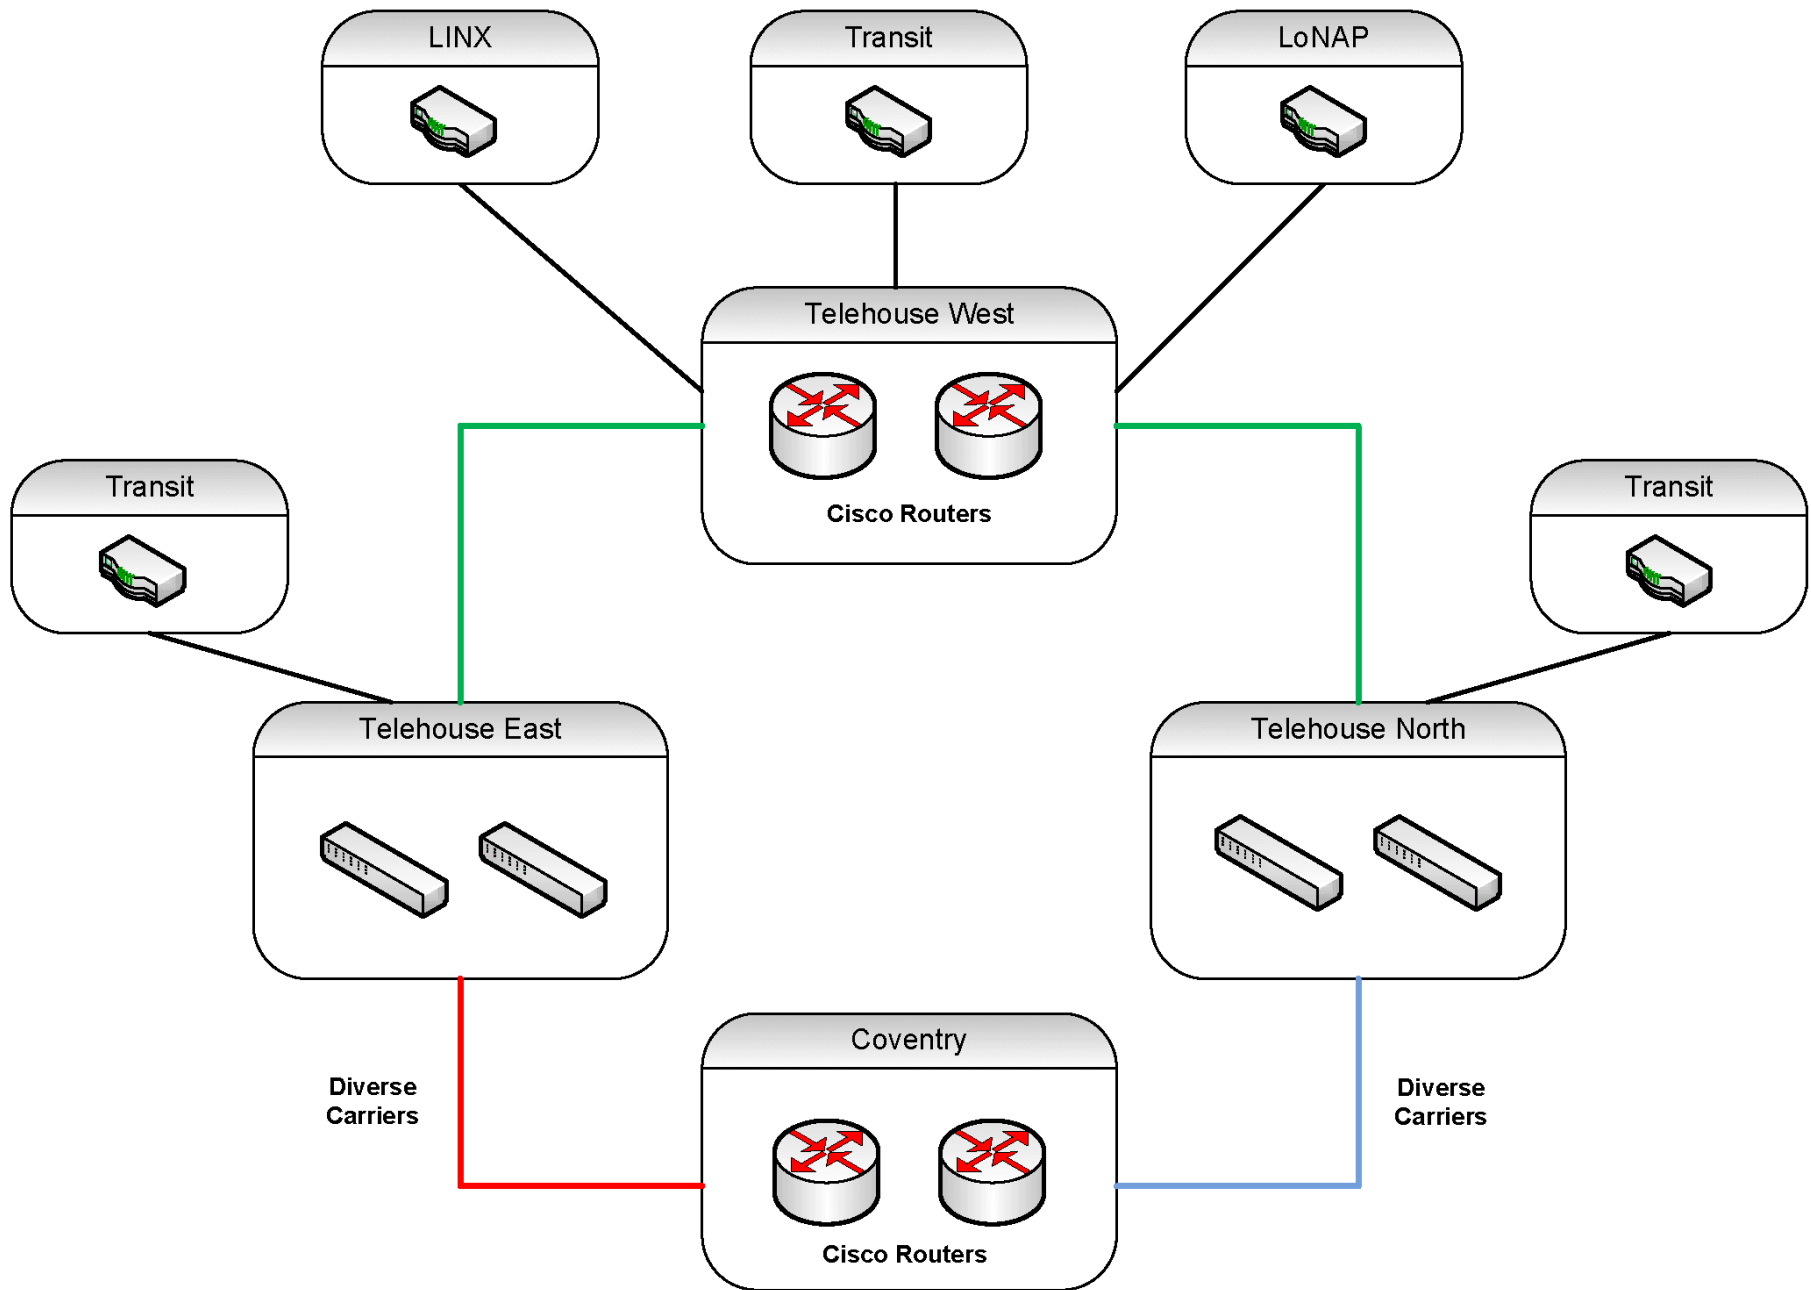 LINX
Transit
LoNAP
Telehouse West
Cisco Routers
Transit
Transit
Telehouse East
Telehouse North
Coventry
Diverse
Carriers
Diverse
Carriers
Cisco Routers